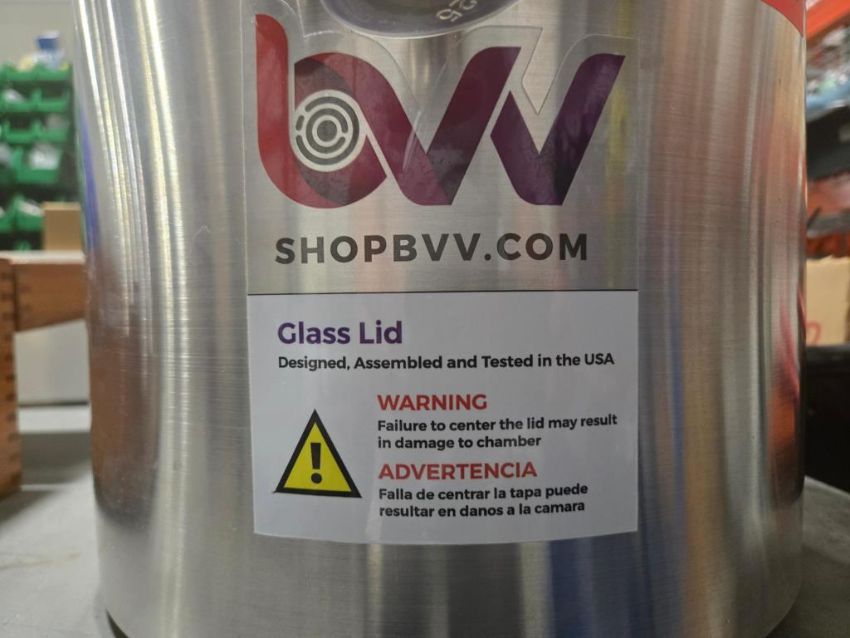 bVV
SHOPBVV.COM
Glass Lid
Designed, Assembled and Tested in the USA
WARNING
Failure to center the lid may result
in damage to chamber
ADVERTENCIA
Falla de centrar la tapa puede
resultar en danos a la camara